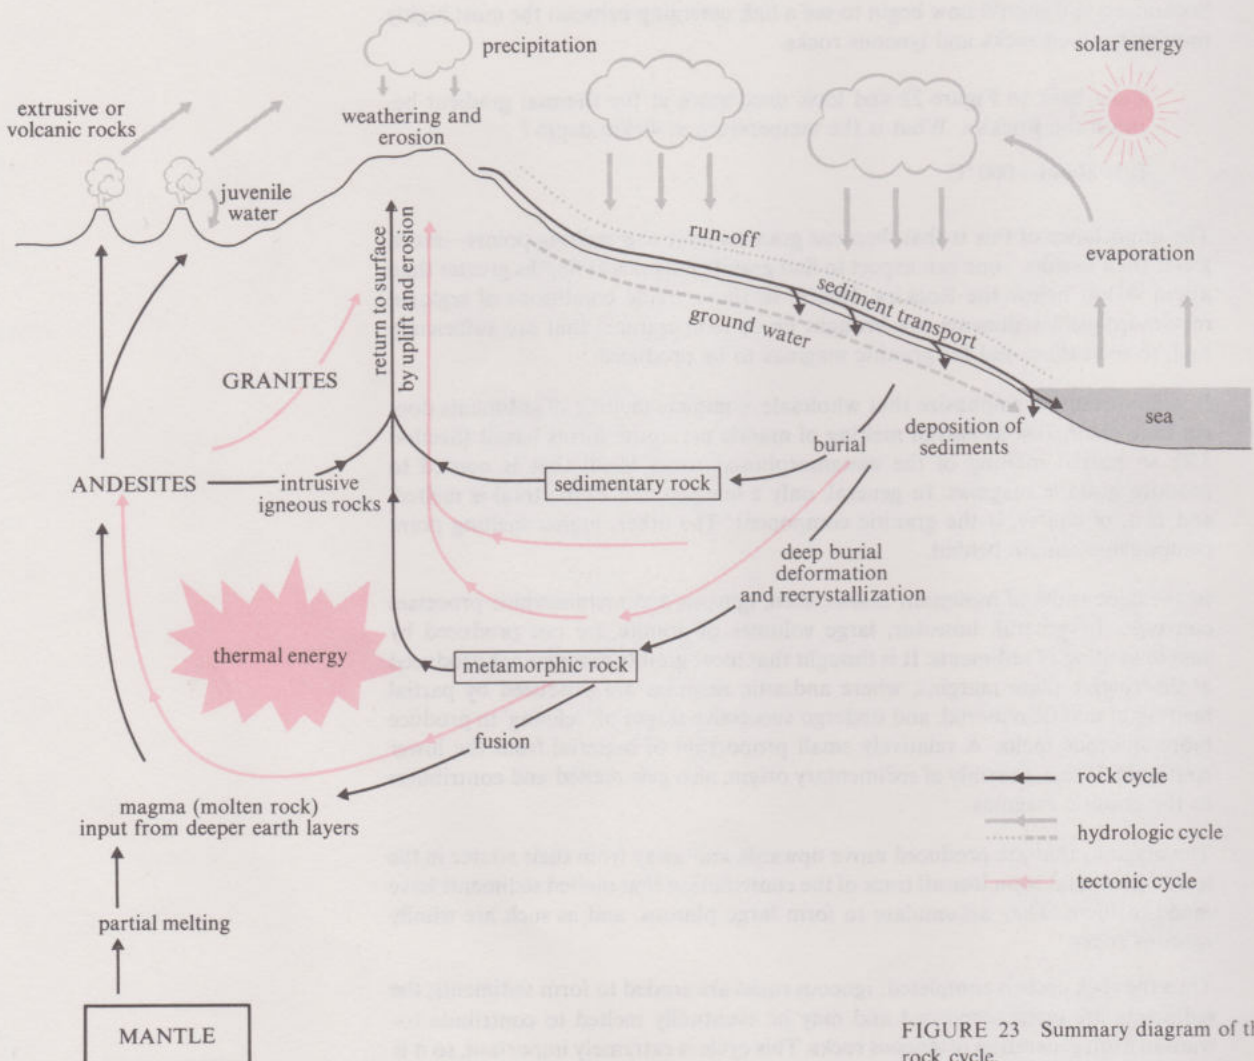 precipitation
solar energy
extrusive or
volcanic rocks
weathering and
erosion
juvenile
water
run-off
evaporation
return to surface
by uplift and erosion
sediment transport
ground water
GRANITES
sea
deposition of
sediments
burial
ANDESITES
intrusive
igneous rocks
sedimentary rock
deep burial
deformation
and recrystallization
thermal energy
metamorphic rock
fusion
rock cycle
magma (molten rock)
input from deeper earth layers
hydrologic cycle
tectonic cycle
partial melting
MANTLE
FIGURE 23 Summary diagram of th
rock cycle.